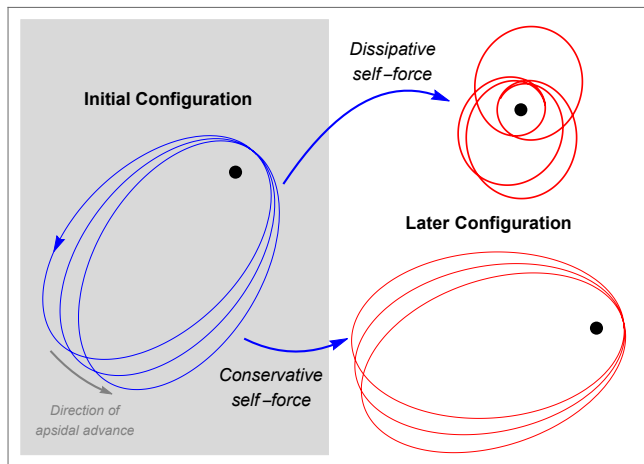 Dissipative
self–force
Initial Configuration
Later Configuration
Conservative
self–force
Direction of
apsidal advance